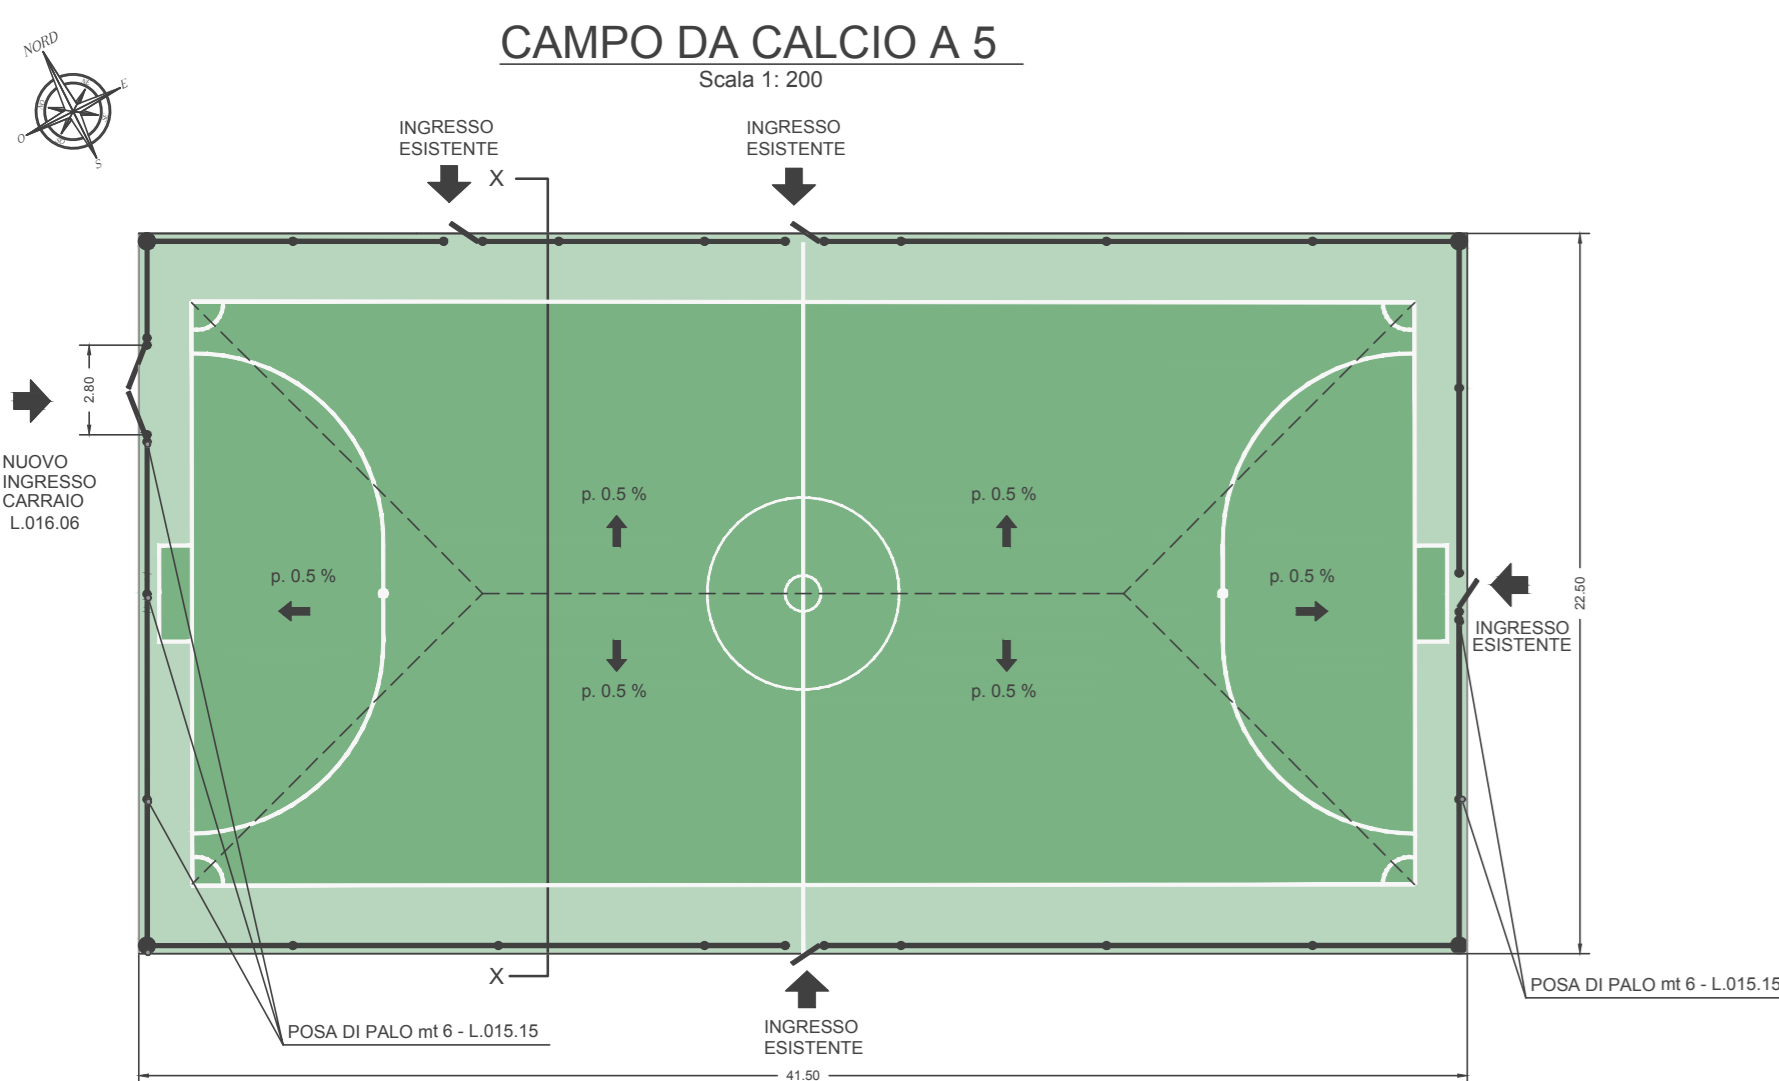 CAMPO DA CALCIO A 5
Scala 1: 200
NORD
E
O
S
INGRESSO
ESISTENTE
INGRESSO
ESISTENTE
X
2.80
NUOVO
INGRESSO
CARRAIO
L.016.06
p. 0.5 %
p. 0.5 %
p. 0.5 %
p. 0.5 %
p. 0.5 %
p. 0.5 %
22.50
INGRESSO
ESISTENTE
X
POSA DI PALO mt 6 - L.015.15
POSA DI PALO mt 6 - L.015.15
INGRESSO
ESISTENTE
41.50